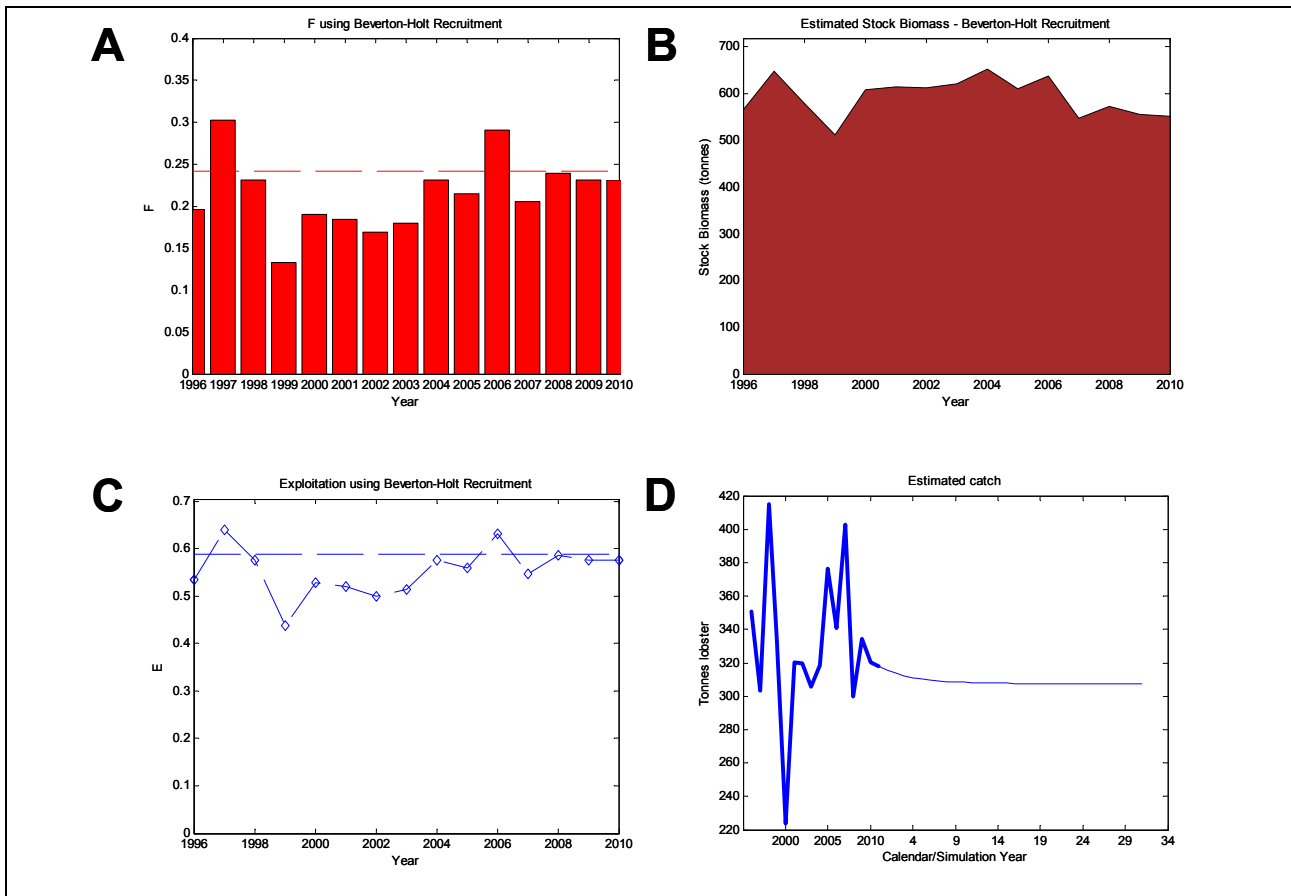 A
F using Beverton-Holt Recruitment
0.4
0.35
0.3
0.25
0.2
0.15
0.1
0.05
0
F
1996 1997 1998 1999 2000 2001 2002 2003 2004 2005 2006 2007 2008 2009 2010
Year
B
Estimated Stock Biomass - Beverton-Holt Recruitment
700
600
500
400
300
200
100
0
Stock Biomass (tonnes)
1996 1998 2000 2002 2004 2006 2008 2010
Year
C
Exploitation using Beverton-Holt Recruitment
0.7
0.6
0.5
0.4
0.3
0.2
0.1
0
E
1996 1998 2000 2002 2004 2006 2008 2010
Year
D
Estimated catch
420
400
380
360
340
320
300
280
260
240
220
Tonnes lobster
2000 2005 2010 4 9 14 19 24 29 34
Calendar/Simulation Year